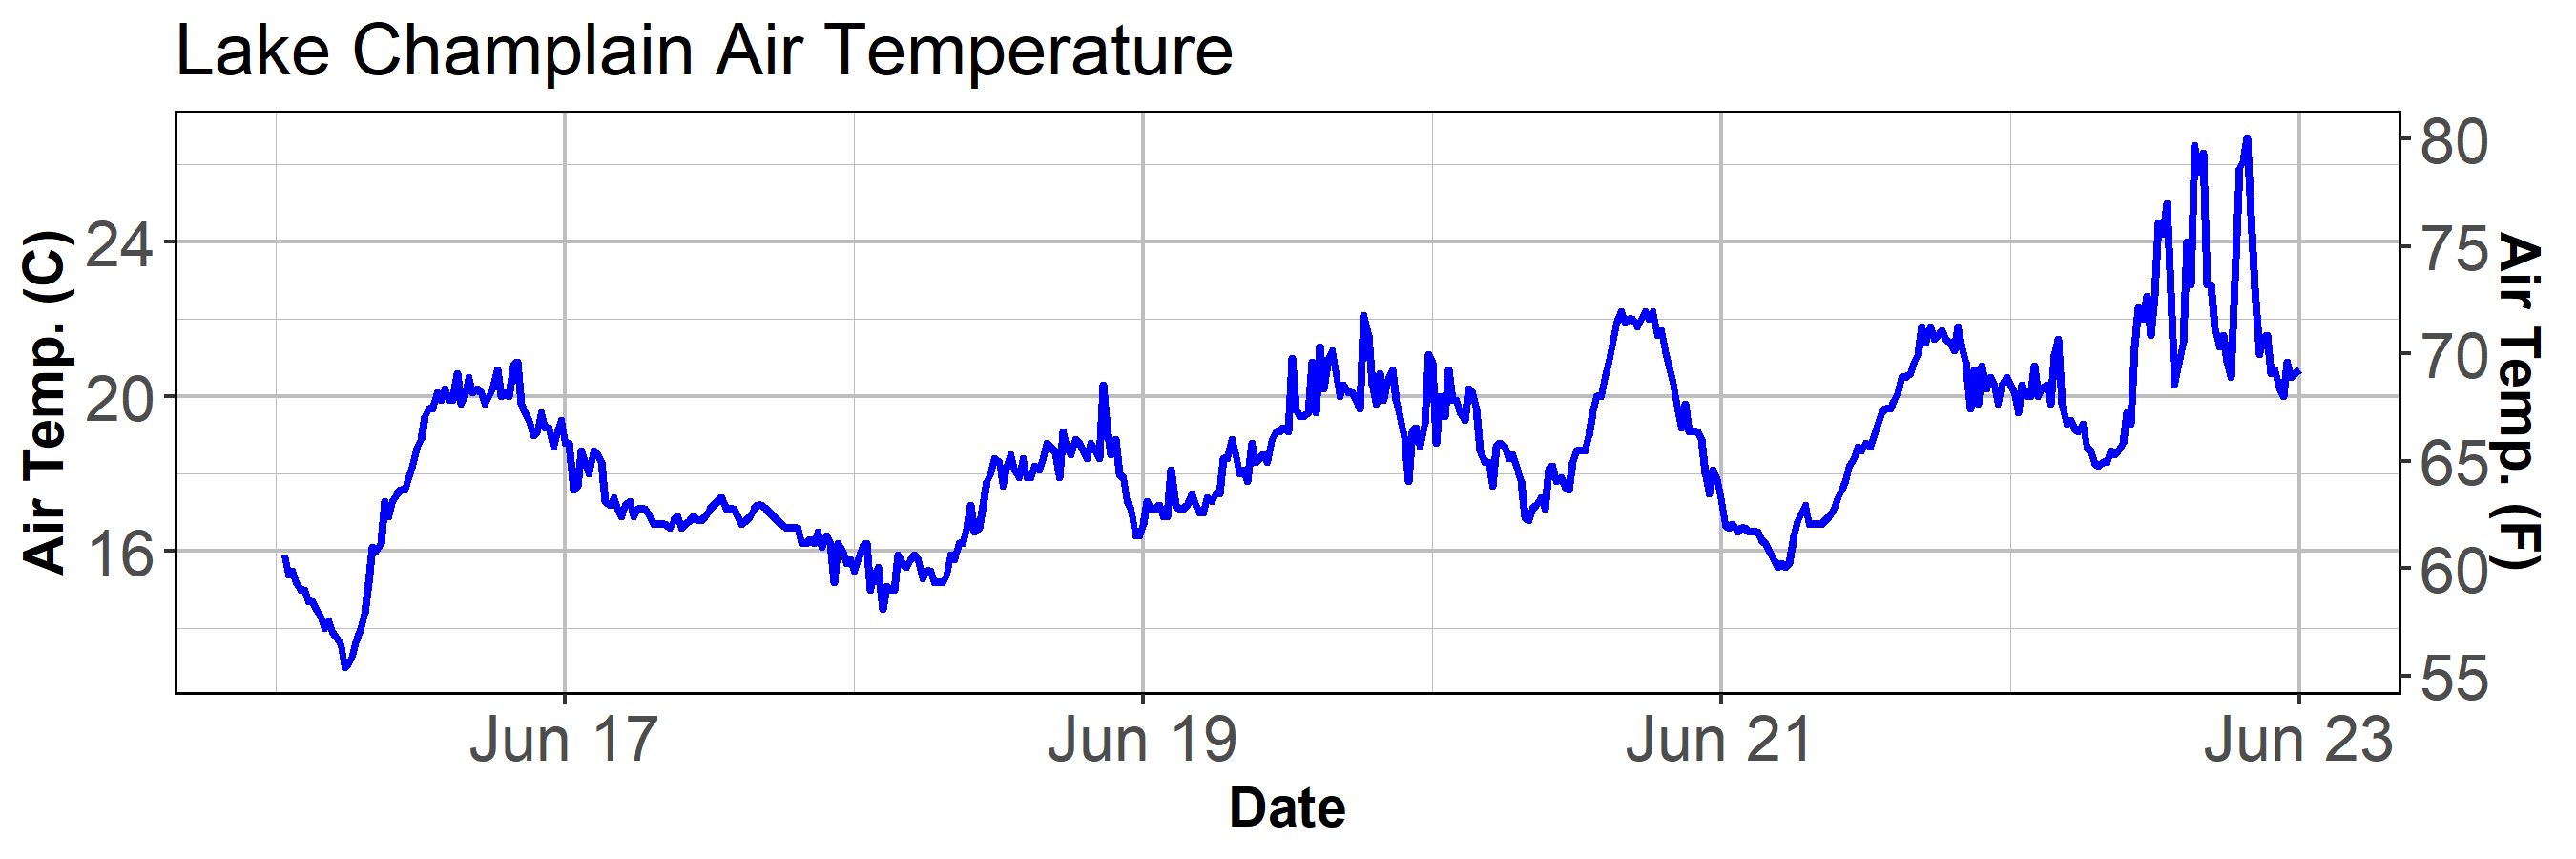 Lake Champlain Air Temperature
Air Temp. (C)
24
20
16
80
75
70
65
60
55
Air Temp. (F)
Jun 17
Jun 19
Jun 21
Jun 23
Date